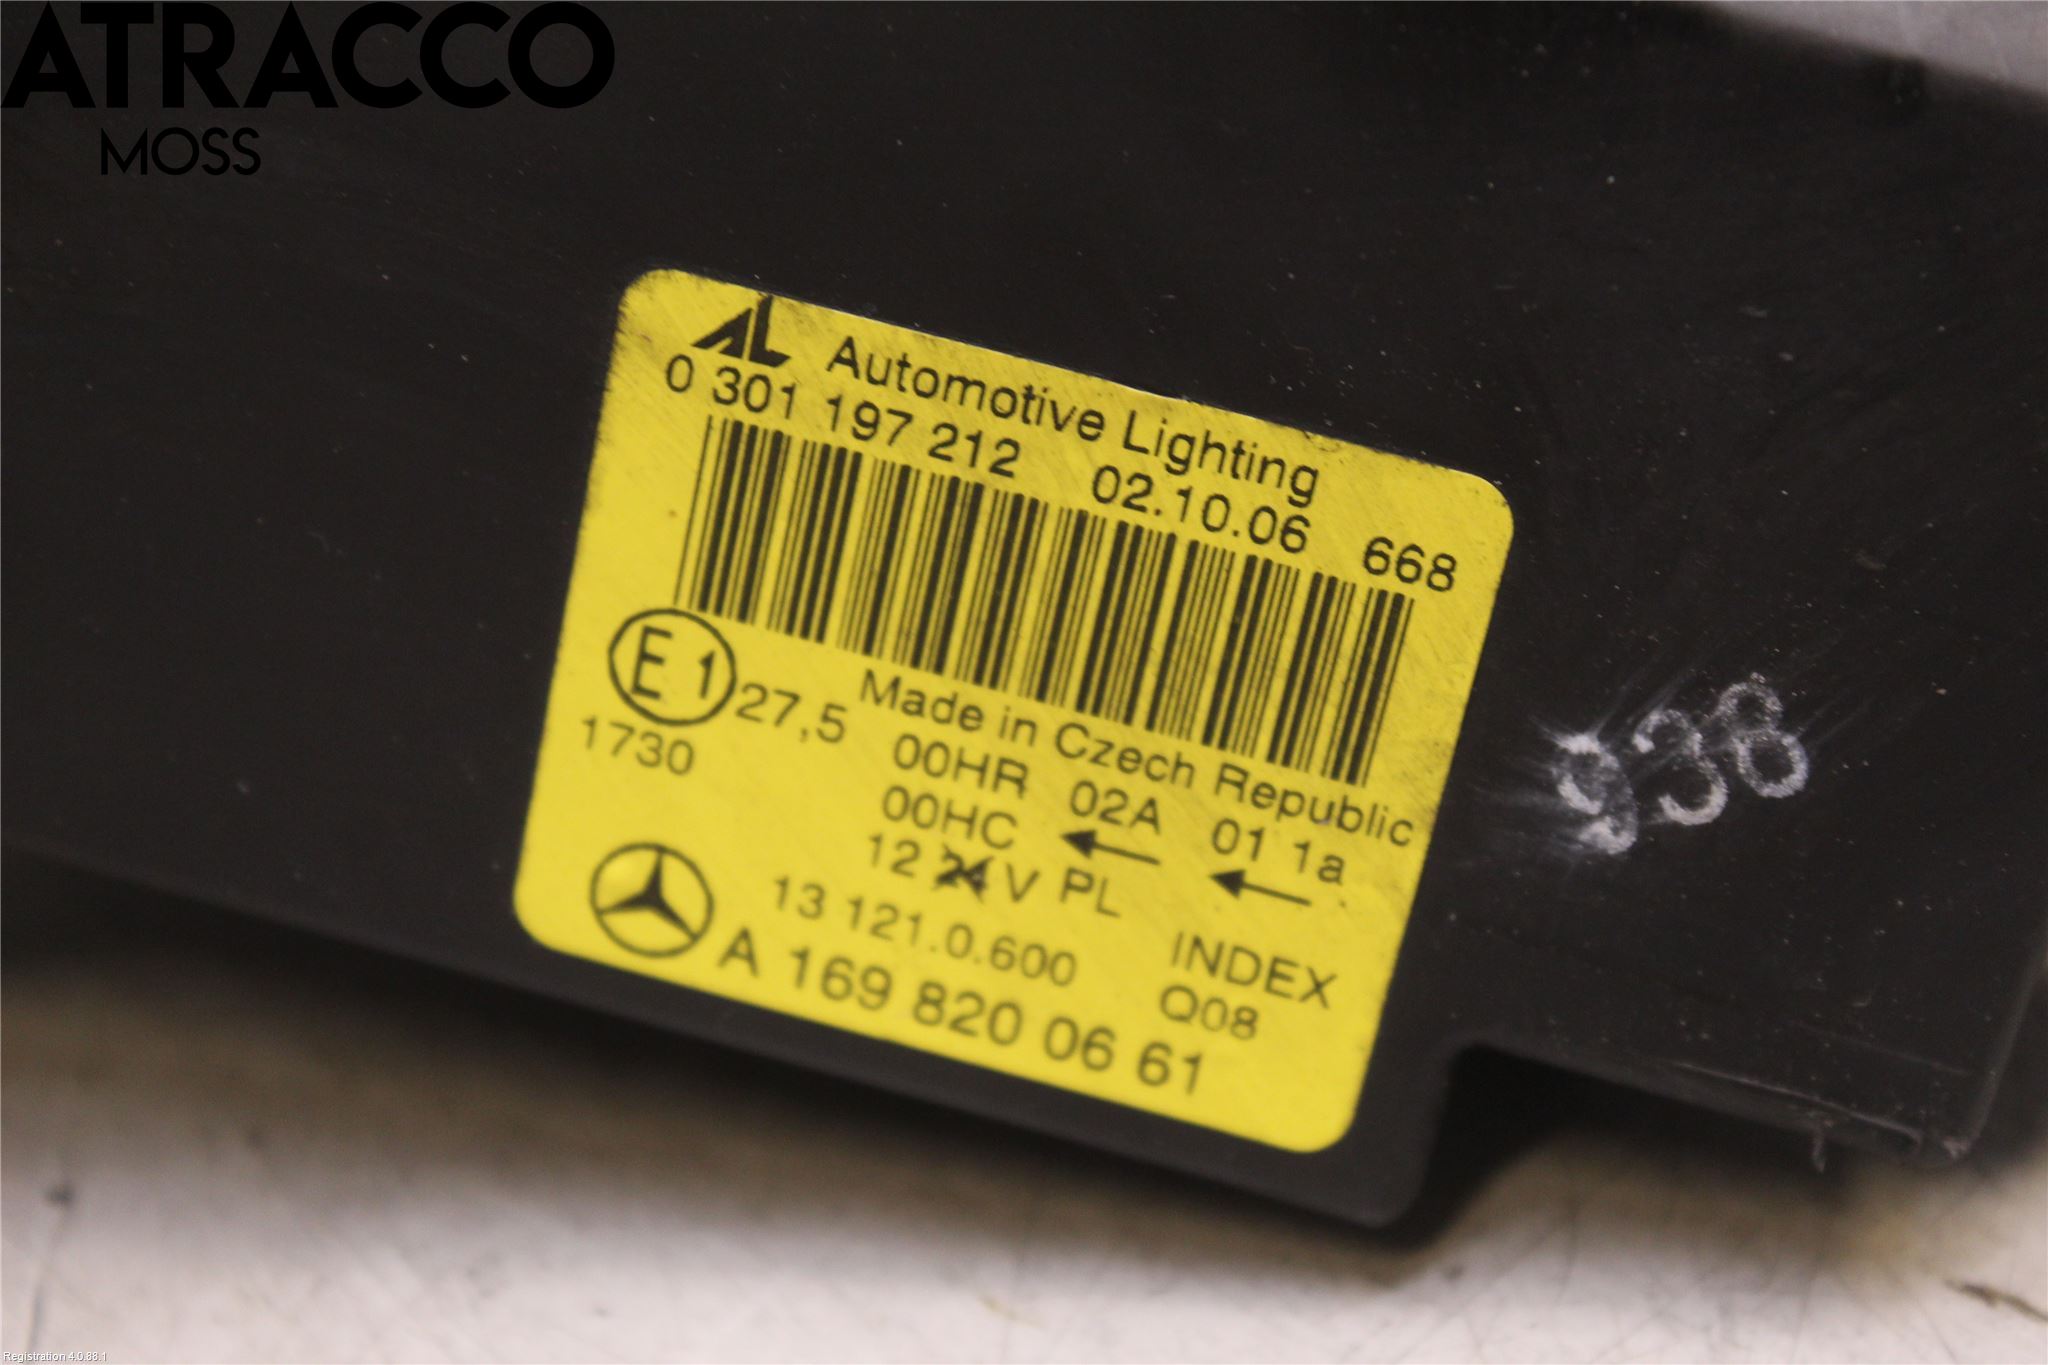 ATRACCO
MOSS
AL Automotive Lighting
0 301 197 212 02.10.06 668
E1 27,5 Made in Czech Republic
1730 00HR 02A 01 1a
00HC ← ←
12 24 V PL
13 121.0.600 INDEX
A 169 820 06 61 Q08
938
Registration 4.0.88.1